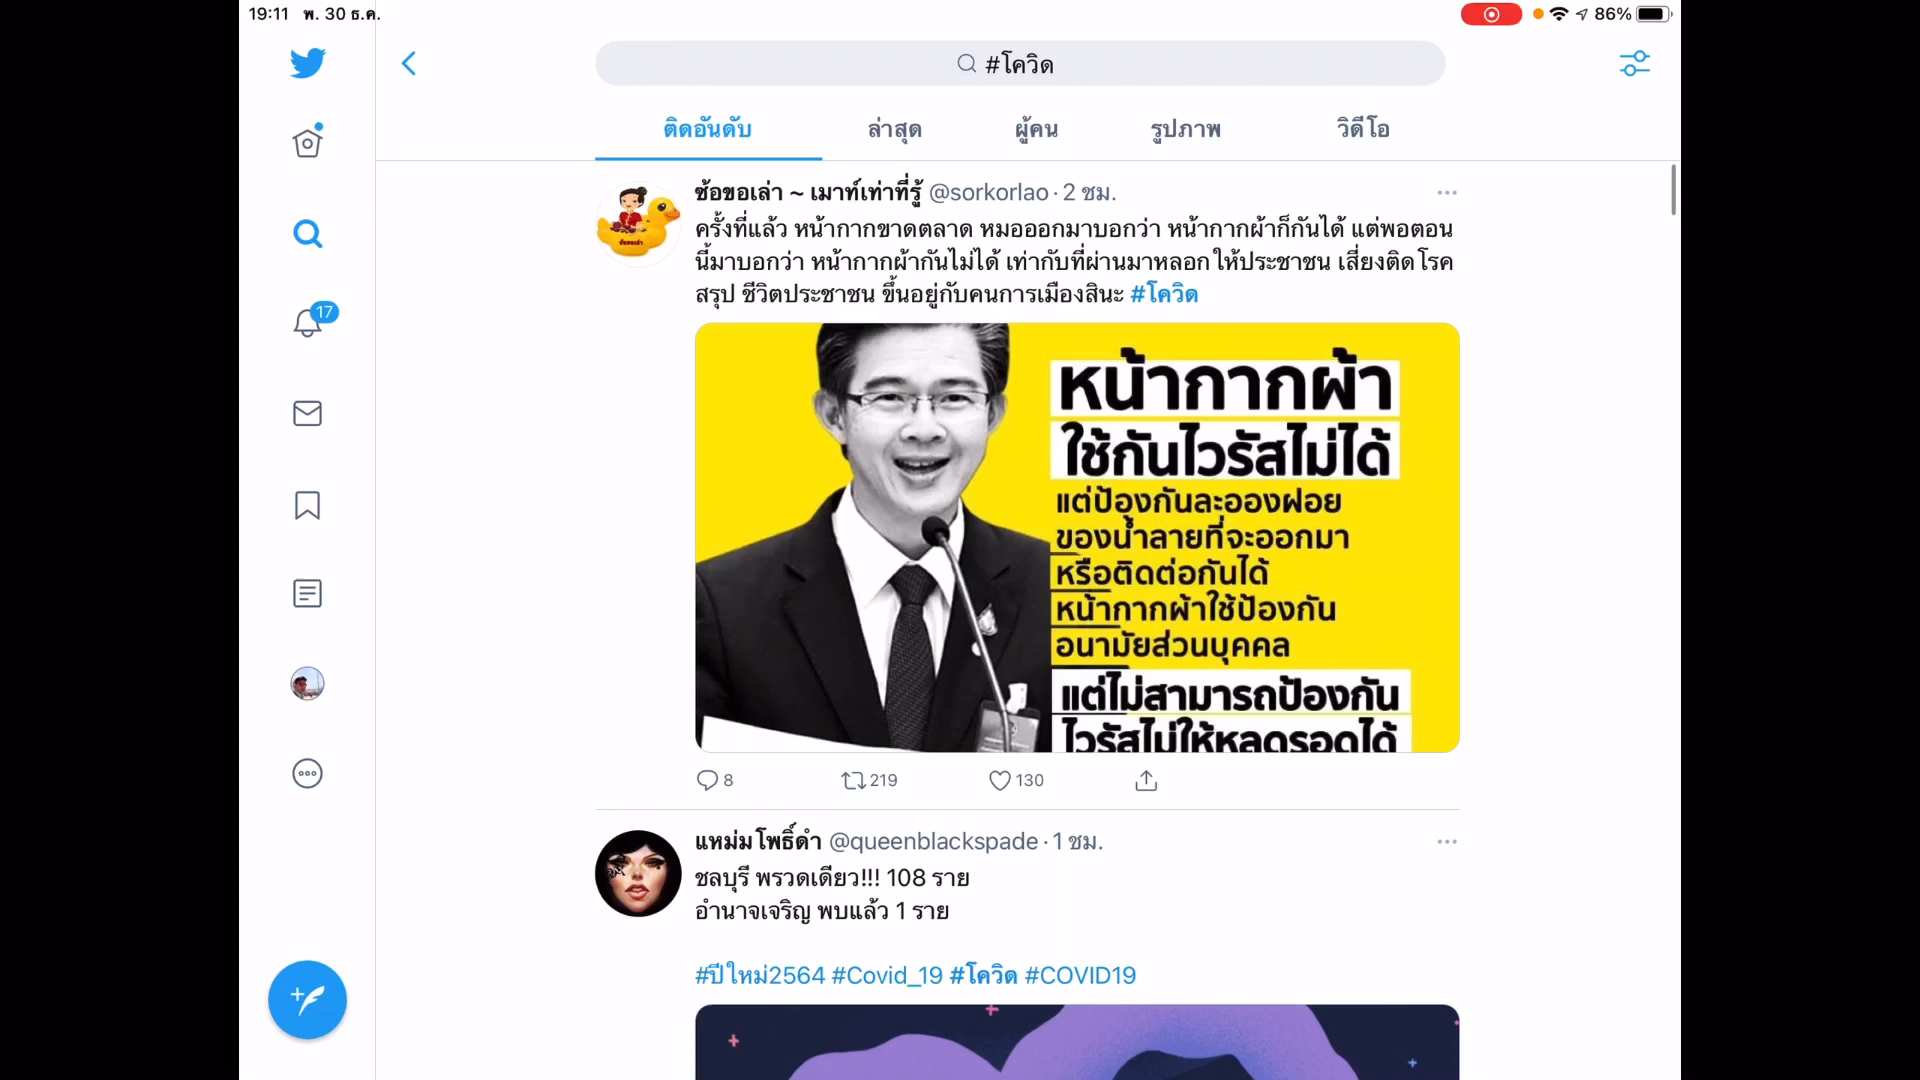 19:11 พ. 30 ธ.ค.
86%
#โควิด
ติดอันดับ ล่าสุด ผู้คน รูปภาพ วิดีโอ
17
ซ้อขอเล่า ~ เมาท์เท่าที่รู้ @sorkorlao · 2 ชม.
ครั้งที่แล้ว หน้ากากขาดตลาด หมอออกมาบอกว่า หน้ากากผ้าก็กันได้ แต่พอตอน
นี้มาบอกว่า หน้ากากผ้ากันไม่ได้ เท่ากับที่ผ่านมาหลอกให้ประชาชน เสี่ยงติดโรค
สรุป ชีวิตประชาชน ขึ้นอยู่กับคนการเมืองสินะ #โควิด
หน้ากากผ้า
ใช้กันไวรัสไม่ได้
แต่ป้องกันละอองฝอย
ของน้ำลายที่จะออกมา
หรือติดต่อกันได้
หน้ากากผ้าใช้ป้องกัน
อนามัยส่วนบุคคล
แต่ไม่สามารถป้องกัน
ไวรัสไม่ให้หลุดรอดได้
8 219 130
แหม่มโพธิ์ดำ @queenblackspade · 1 ชม.
ชลบุรี พรวดเดียว!!! 108 ราย
อำนาจเจริญ พบแล้ว 1 ราย
#ปีใหม่2564 #Covid_19 #โควิด #COVID19